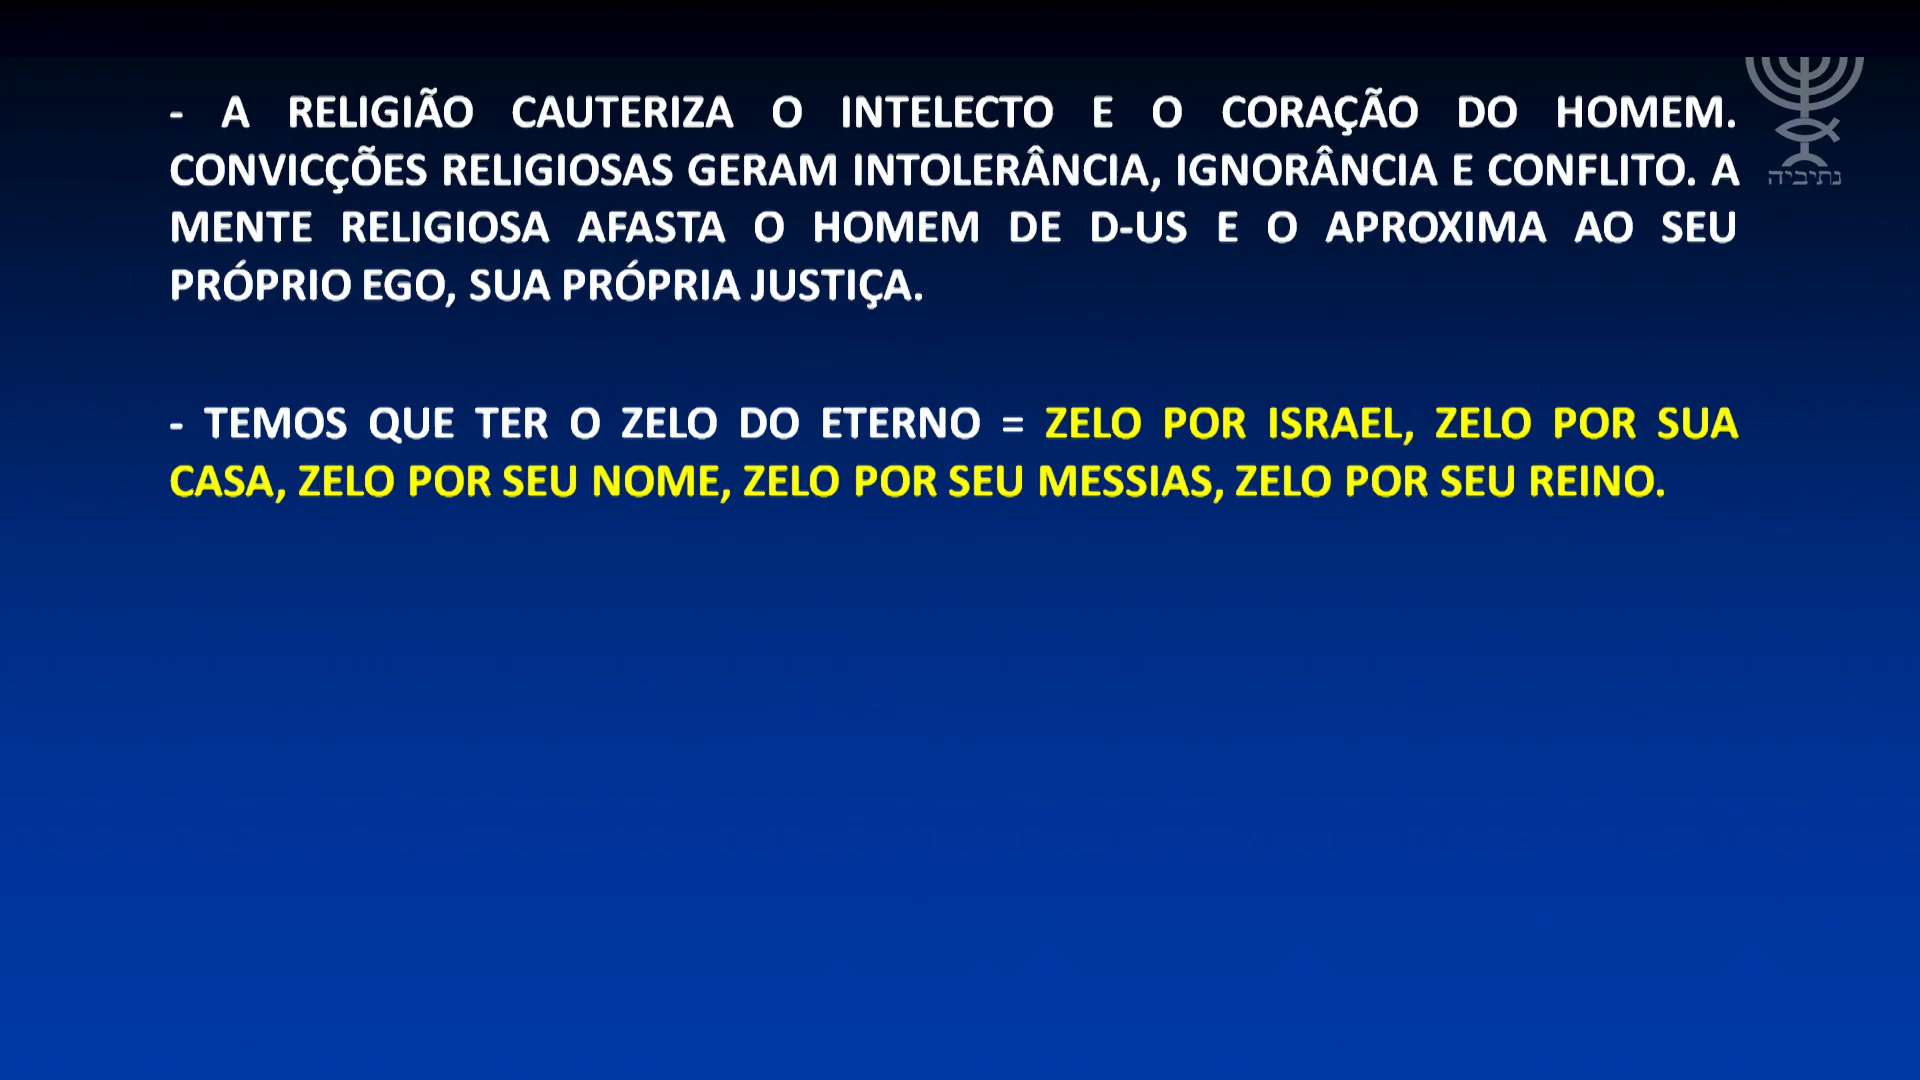 - A RELIGIÃO CAUTERIZA O INTELECTO E O CORAÇÃO DO HOMEM.
CONVICÇÕES RELIGIOSAS GERAM INTOLERÂNCIA, IGNORÂNCIA E CONFLITO. A
MENTE RELIGIOSA AFASTA O HOMEM DE D-US E O APROXIMA AO SEU
PRÓPRIO EGO, SUA PRÓPRIA JUSTIÇA.
- TEMOS QUE TER O ZELO DO ETERNO = ZELO POR ISRAEL, ZELO POR SUA
CASA, ZELO POR SEU NOME, ZELO POR SEU MESSIAS, ZELO POR SEU REINO.
נתיביה